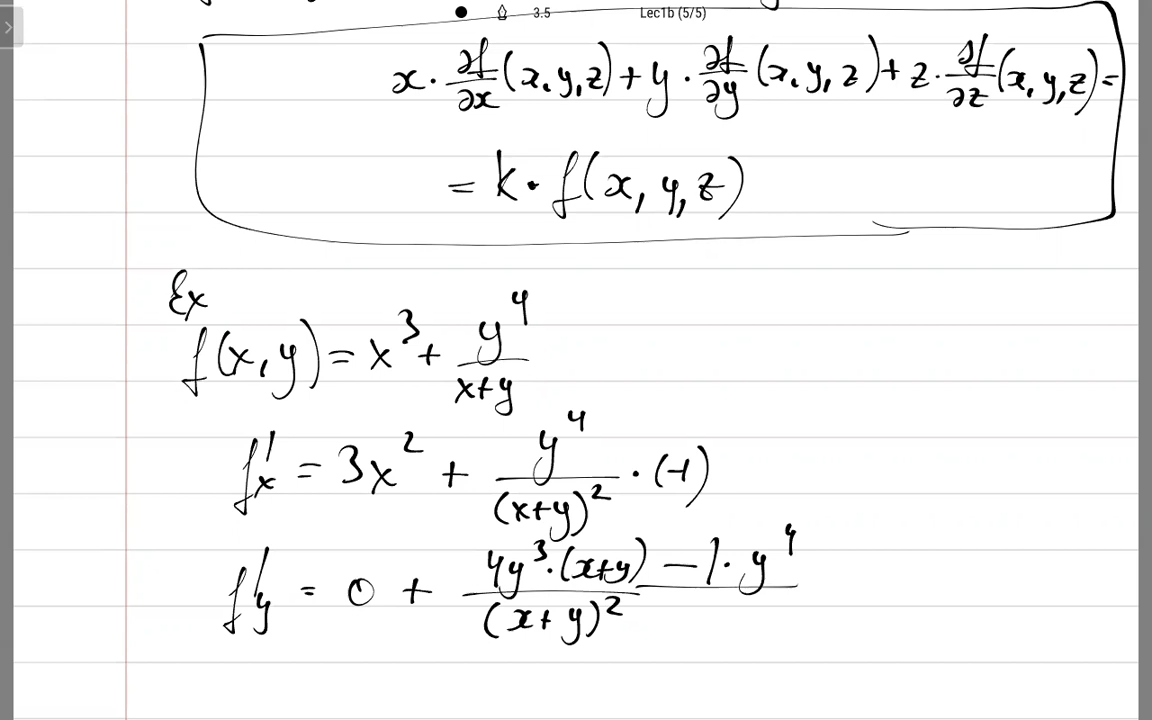 3.5 Lec1b (5/5)
x · ∂f/∂x (x, y, z) + y · ∂f/∂y (x, y, z) + z · ∂f/∂z (x, y, z) =
= k · f(x, y, z)
Ex
f(x, y) = x³ + y⁴/(x+y)
f'x = 3x² + y⁴/(x+y)² · (-1)
f'y = 0 + (4y³ · (x+y) − 1 · y⁴)/(x+y)²